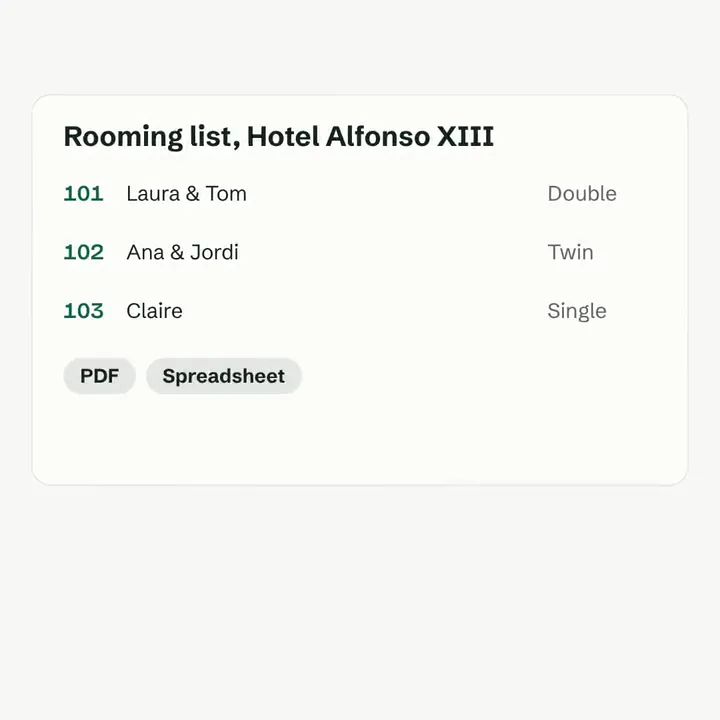 Rooming list, Hotel Alfonso XIII
101 Laura & Tom Double
102 Ana & Jordi Twin
103 Claire Single
PDF Spreadsheet